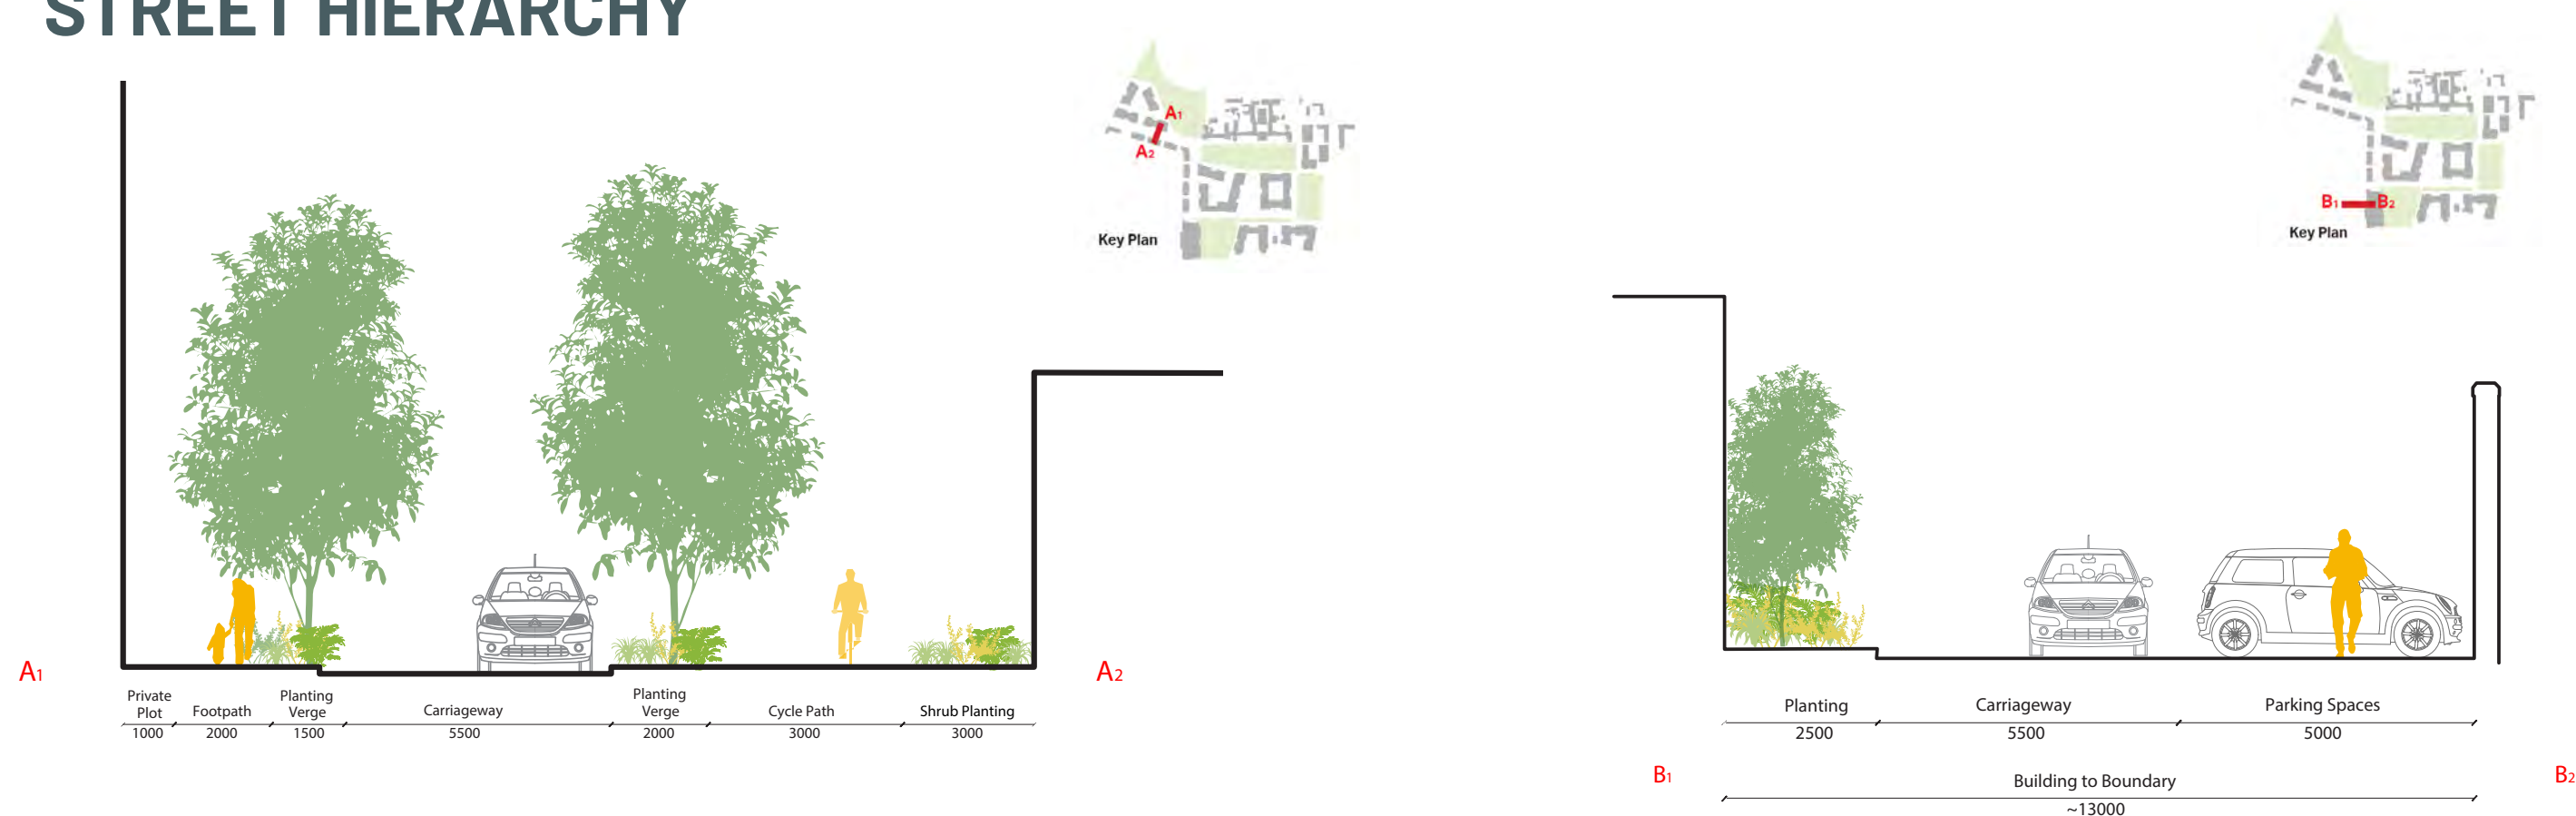 STREET HIERARCHY
A1
A2
Key Plan
A1
A2
Private
Plot
Footpath
Planting
Verge
Carriageway
Planting
Verge
Cycle Path
Shrub Planting
1000
2000
1500
5500
2000
3000
3000
B1
B2
Key Plan
Planting
Carriageway
Parking Spaces
2500
5500
5000
B1
B2
Building to Boundary
~13000